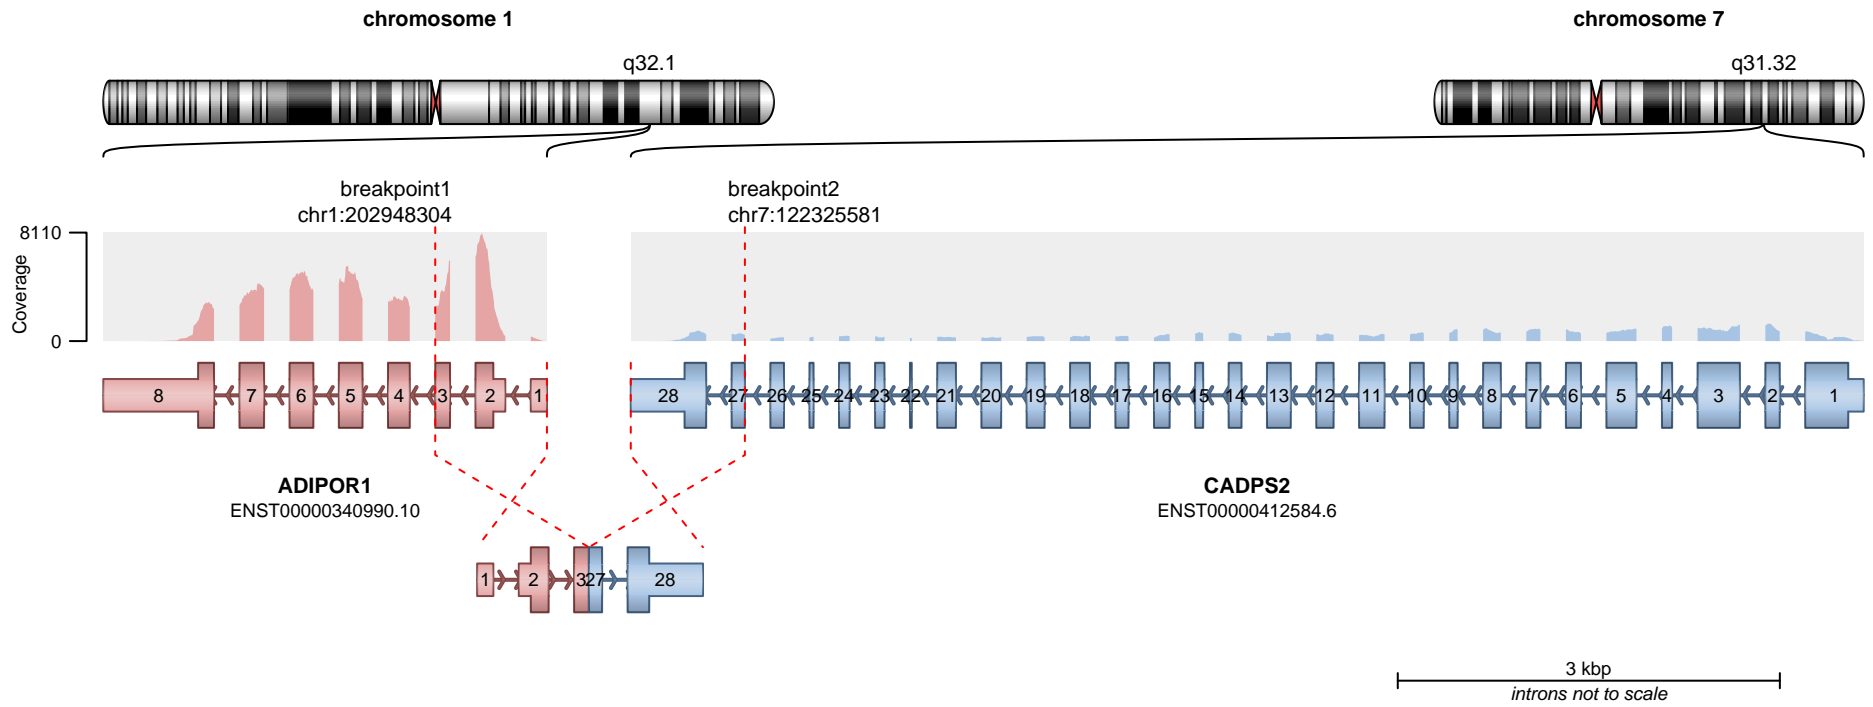 chromosome 1
chromosome 7
q32.1
q31.32
breakpoint1
chr1:202948304
breakpoint2
chr7:122325581
8110
Coverage
0
8 7 6 5 4 3 2 1
28 27 26 25 24 23 22 21 20 19 18 17 16 15 14 13 12 11 10 9 8 7 6 5 4 3 2 1
ADIPOR1
ENST00000340990.10
CADPS2
ENST00000412584.6
1 2 3 27 28
3 kbp
introns not to scale